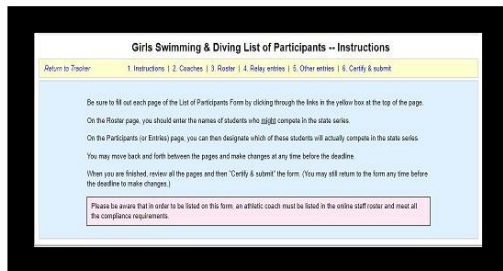 Girls Swimming & Diving List of Participants -- Instructions
Return to Tracker 1. Instructions | 2. Coaches | 3. Roster | 4. Relay entries | 5. Other entries | 6. Certify & submit
Be sure to fill out each page of the List of Participants Form by clicking through the links in the yellow box at the top of the page.
On the Roster page, you should enter the names of students who might compete in the state series.
On the Participants (or Entries) page, you can then designate which of these students will actually compete in the state series.
You may move back and forth between the pages and make changes at any time before the deadline.
When you are finished, review all the pages and then "Certify & submit" the form. (You may still return to the form any time before
the deadline to make changes.)
Please be aware that in order to be listed on this form, an athletic coach must be listed in the online staff roster and meet all
the compliance requirements.